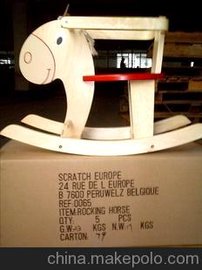 SCRATCH EUROPE
24 RUE DE L EUROPE
B 7600 PERUWELZ BELGIQUE
REF:0065
ITEM:ROCKING HORSE
QTY: 5 PCS
G.W: KGS N.W: KGS
CARTON:
china.makepolo.com